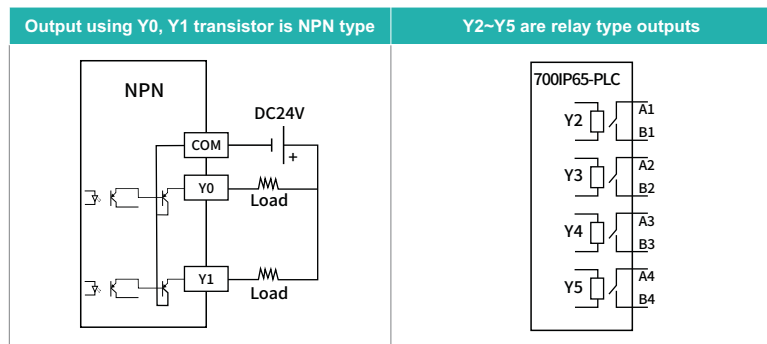 Output using Y0, Y1 transistor is NPN type
Y2~Y5 are relay type outputs
NPN
DC24V
COM
+
Y0
Load
Y1
Load
700IP65-PLC
Y2
A1
B1
Y3
A2
B2
Y4
A3
B3
Y5
A4
B4